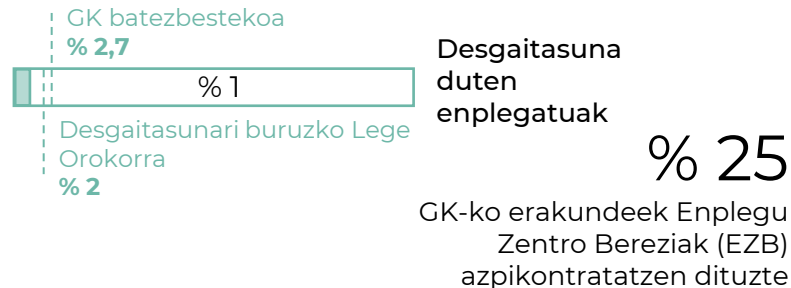 GK batezbestekoa
% 2,7
% 1
Desgaitasunari buruzko Lege
Orokorra
% 2
Desgaitasuna
duten
enplegatuak
% 25
GK-ko erakundeek Enplegu
Zentro Bereziak (EZB)
azpikontratatzen dituzte